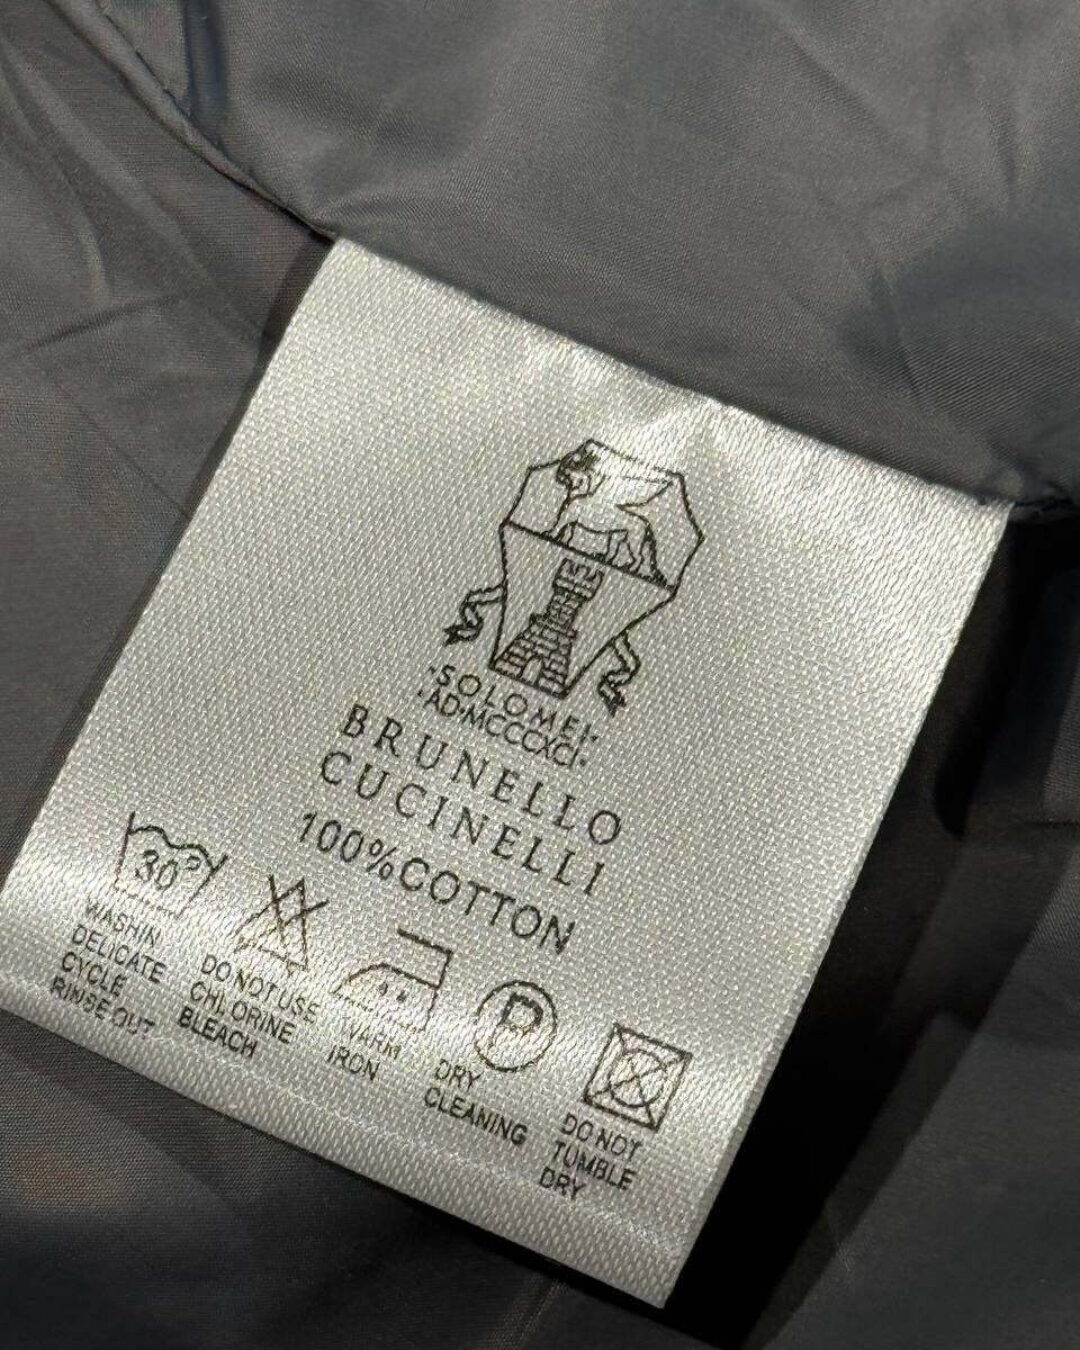 ·SOLOMEI·
·AD·MCCCXCI·
BRUNELLO
CUCINELLI
100%COTTON
30°
WASHIN
DELICATE
CYCLE
RINSE OUT
DO NOT USE
CHLORINE
BLEACH
WARM
IRON
P
DRY
CLEANING
DO NOT
TUMBLE
DRY